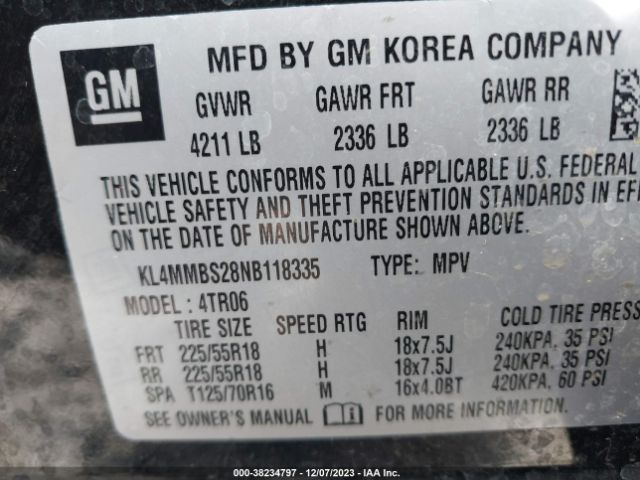 GM
MFD BY GM KOREA COMPANY
GVWR GAWR FRT GAWR RR
4211 LB 2336 LB 2336 LB
THIS VEHICLE CONFORMS TO ALL APPLICABLE U.S. FEDERAL
VEHICLE SAFETY AND THEFT PREVENTION STANDARDS IN EFF
ON THE DATE OF MANUFACTURE SHOWN ABOVE.
KL4MMBS28NB118335 TYPE: MPV
MODEL: 4TR06
TIRE SIZE SPEED RTG RIM COLD TIRE PRESS
FRT 225/55R18 H 18x7.5J 240KPA, 35 PSI
RR 225/55R18 H 18x7.5J 240KPA, 35 PSI
SPA T125/70R16 M 16x4.0BT 420KPA, 60 PSI
SEE OWNER'S MANUAL i FOR MORE INFORMATION.
000-38234797 - 12/07/2023 - IAA Inc.